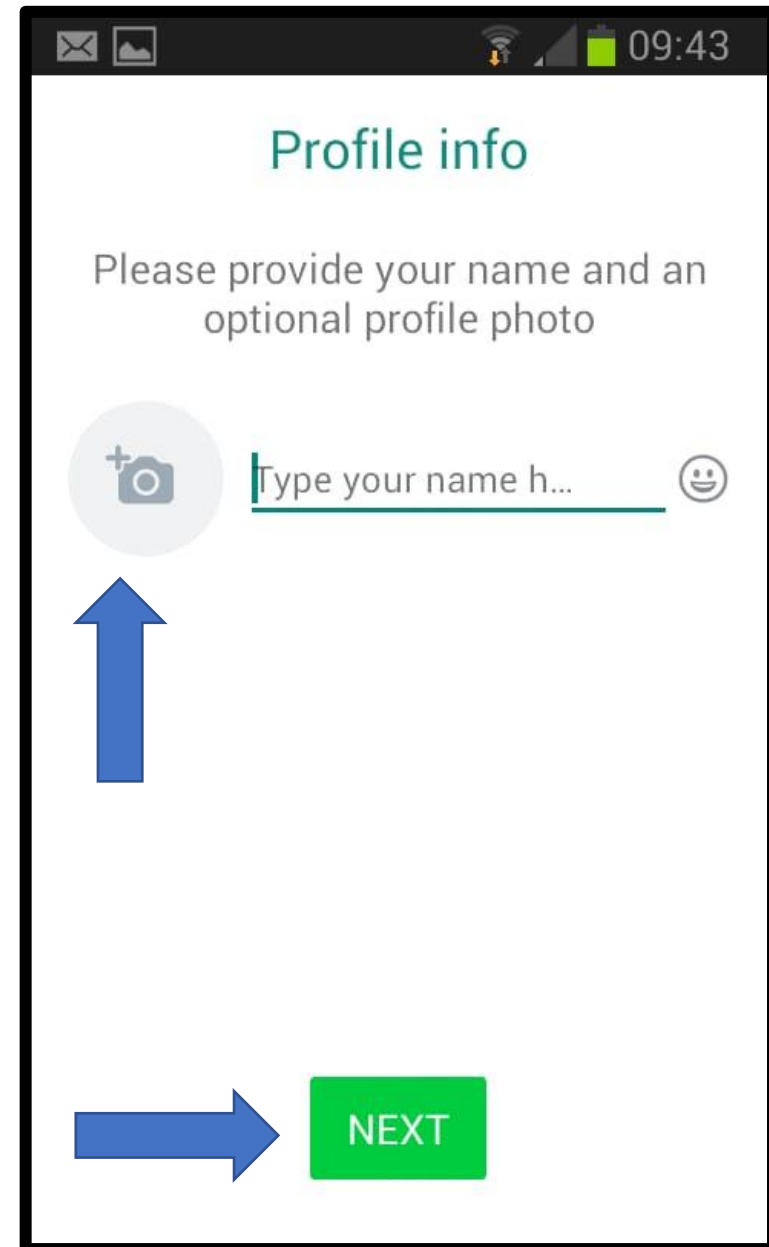 09:43
Profile info
Please provide your name and an
optional profile photo
Type your name h...
NEXT